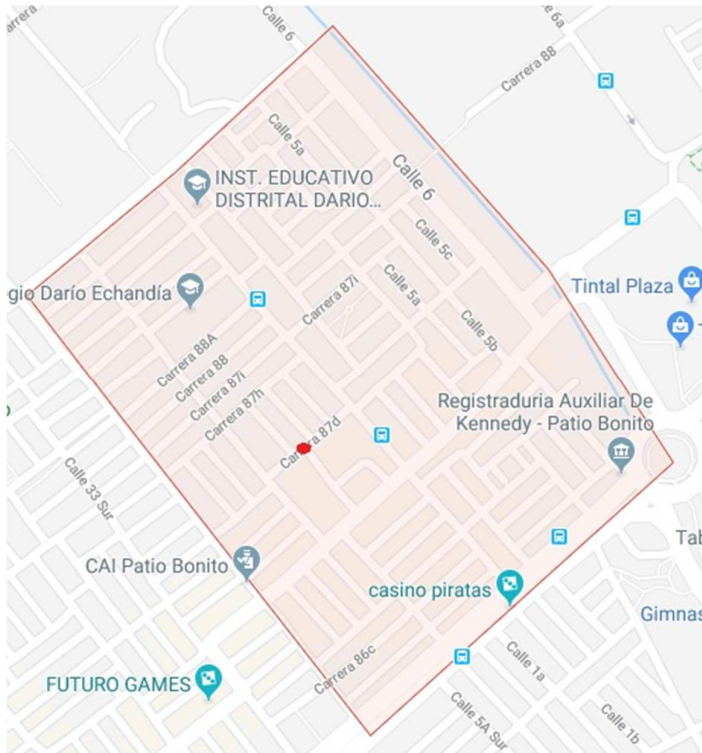 Calle 6
Calle 6a
Carrera 88
Calle 5a
Calle 6
INST. EDUCATIVO
DISTRITAL DARIO...
Calle 5c
Tintal Plaza
gio Darío Echandía
Carrera 87i
Calle 5a
Calle 5b
Carrera 88A
Carrera 88
Carrera 87i
Carrera 87h
Registraduria Auxiliar De
Kennedy - Patio Bonito
Carrera 87d
Calle 33 Sur
CAI Patio Bonito
Tab
casino piratas
Gimnas
Carrera 86c
Calle 1a
FUTURO GAMES
Calle 5A Sur
Calle 1b